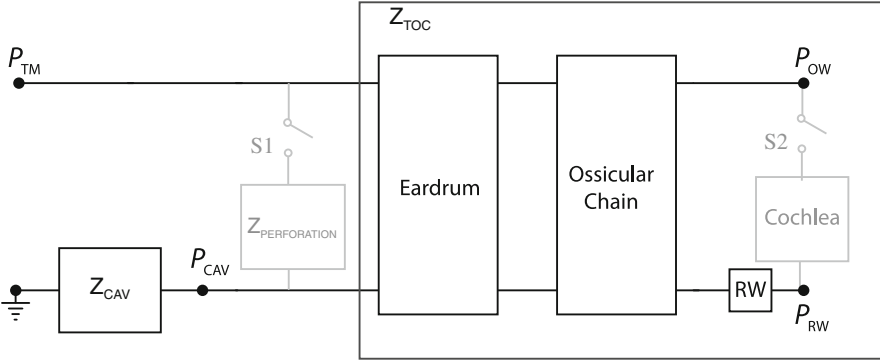 Z_TOC
P_TM
P_OW
S1
S2
Eardrum
Ossicular
Chain
Z_PERFORATION
Cochlea
P_CAV
Z_CAV
RW
P_RW